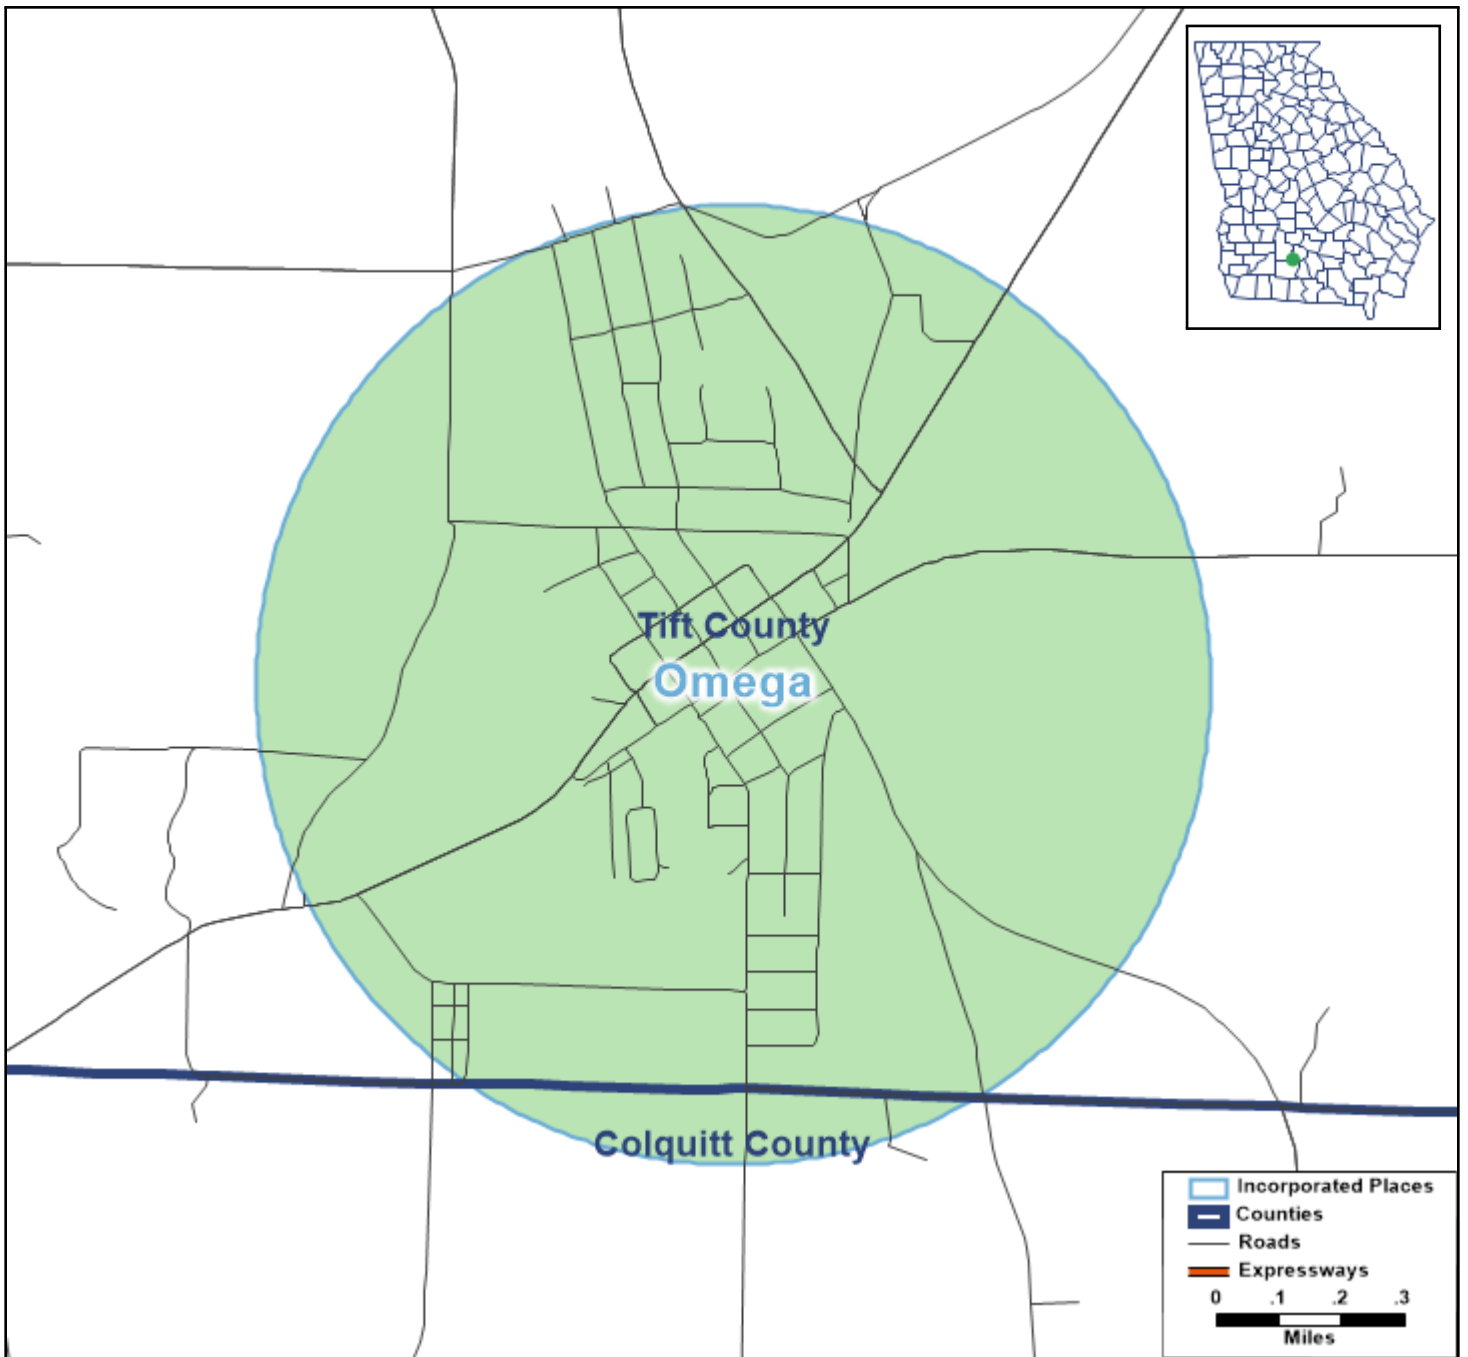 Tift County
Omega
Colquitt County
Incorporated Places
Counties
Roads
Expressways
0 .1 .2 .3
Miles